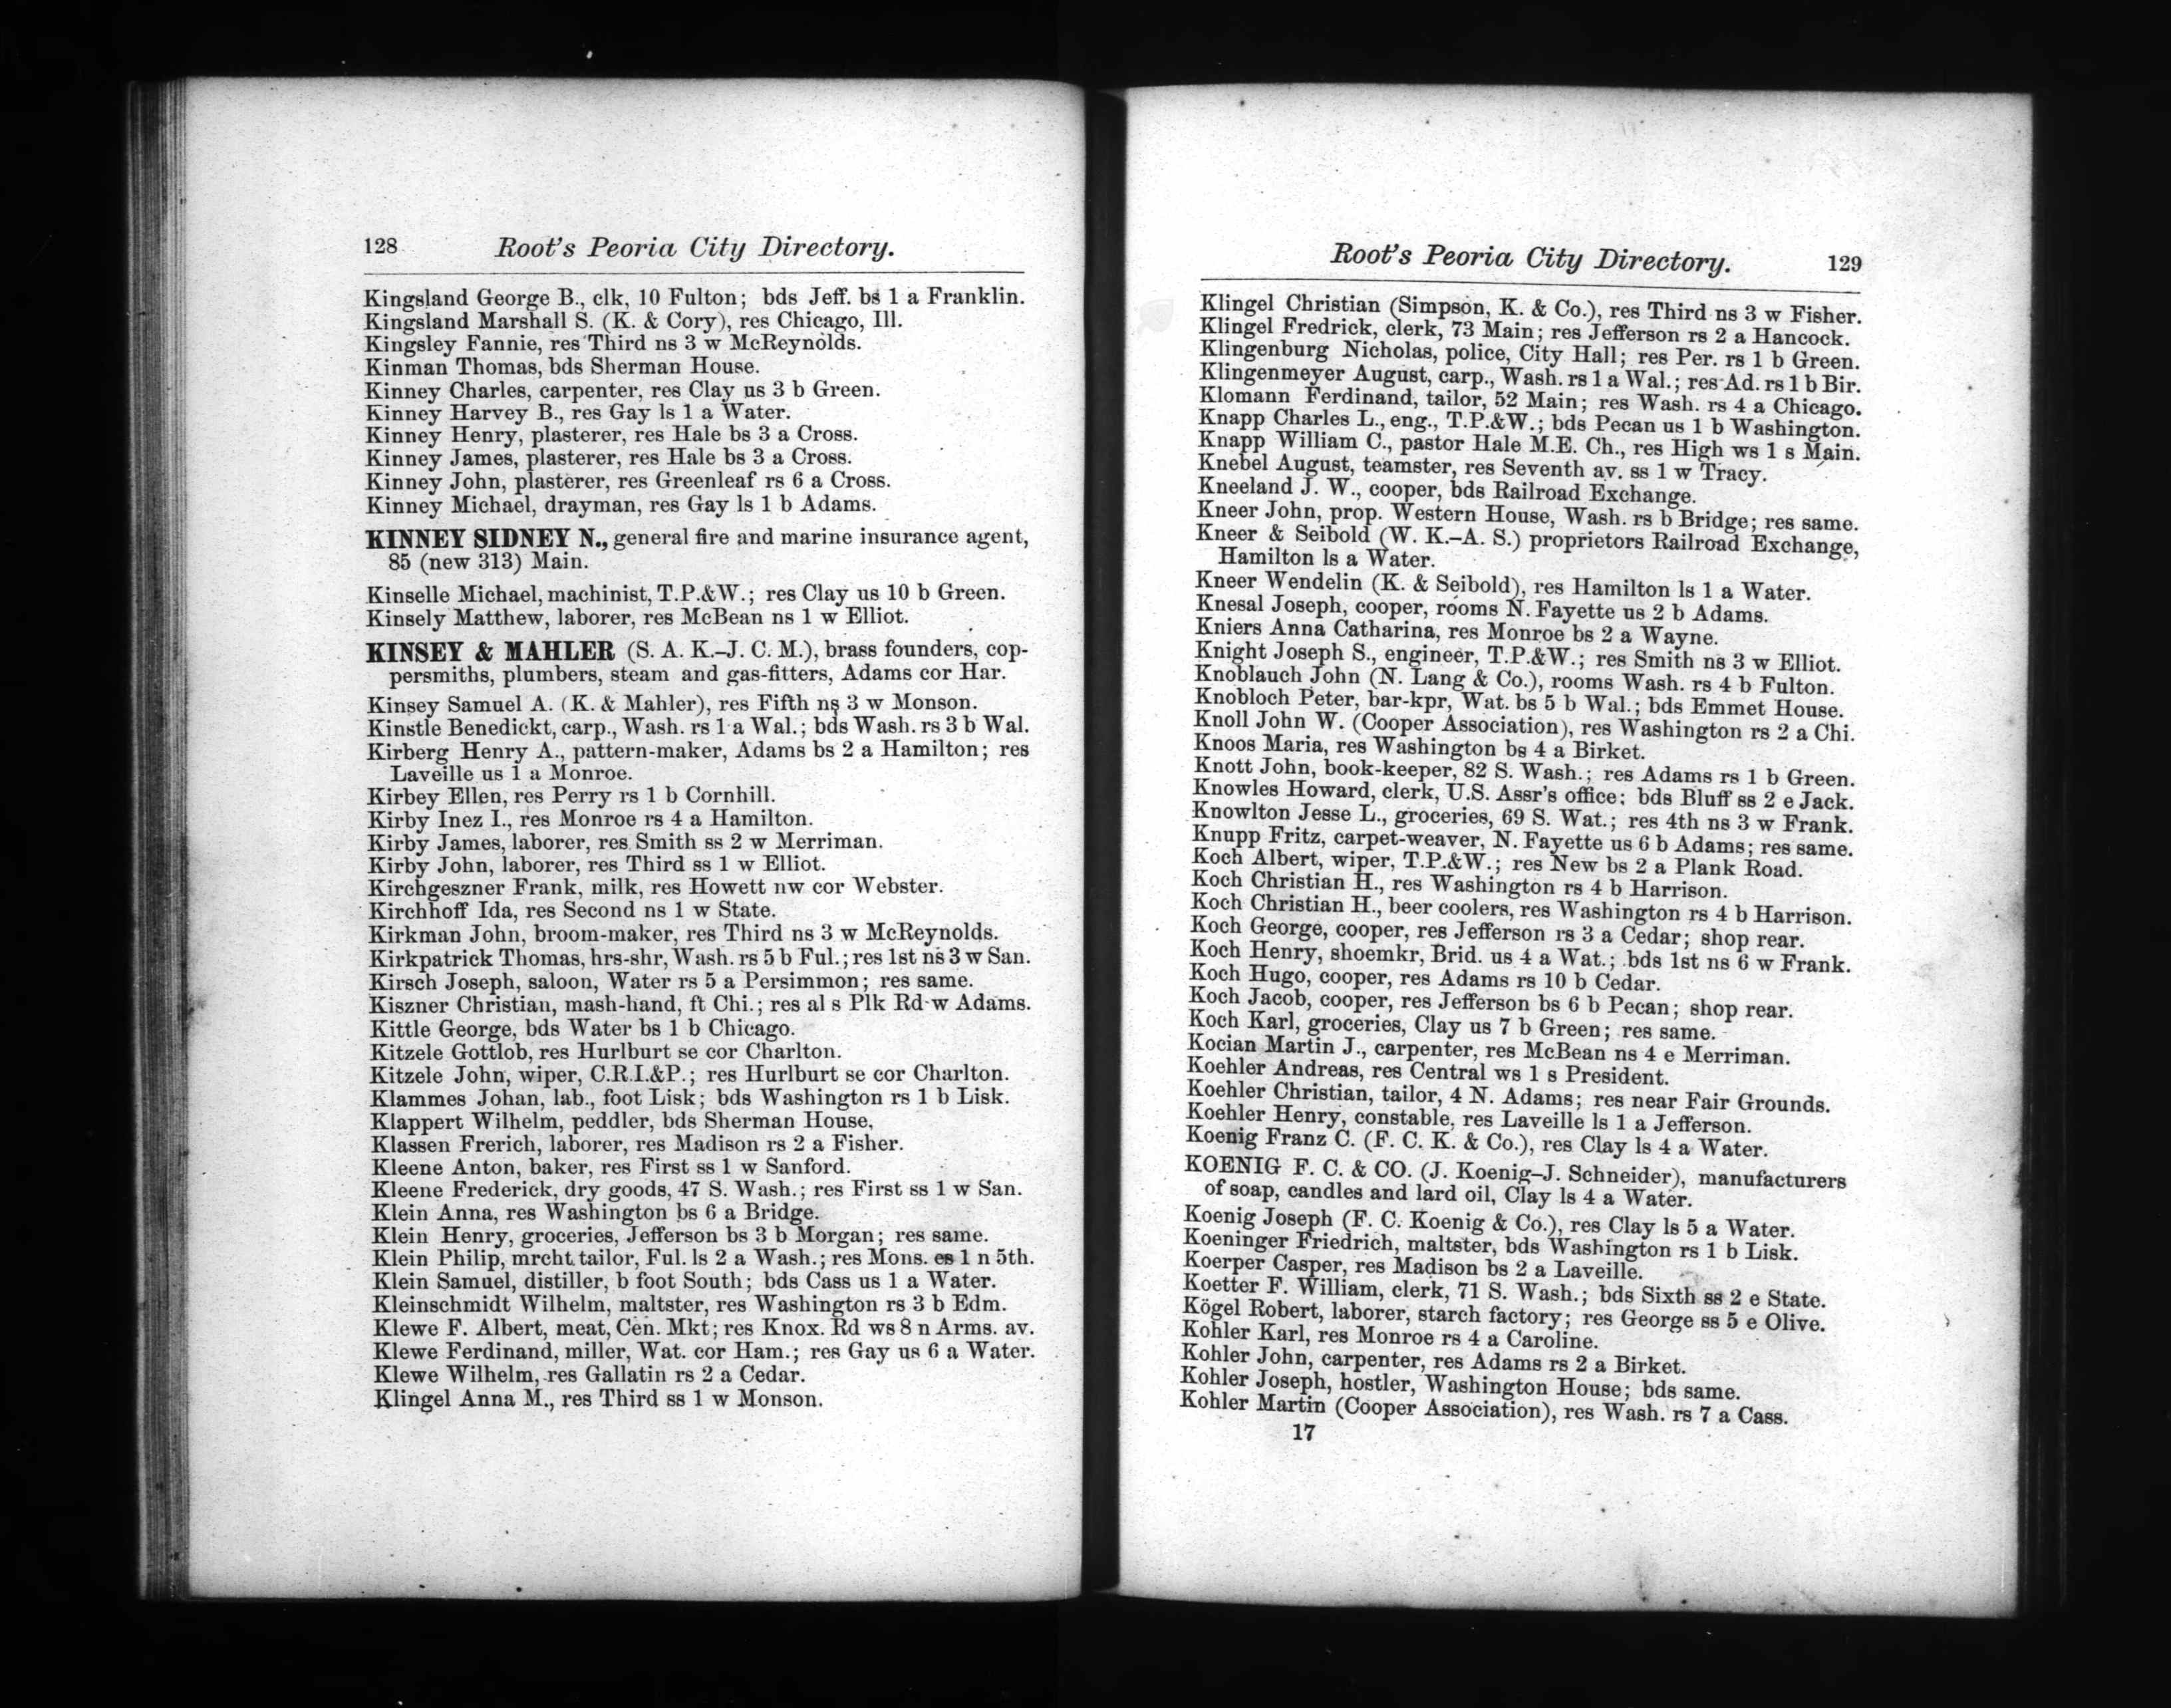 128 Root's Peoria City Directory.
Kingsland George B., clk, 10 Fulton; bds Jeff. bs 1 a Franklin.
Kingsland Marshall S. (K. & Cory), res Chicago, Ill.
Kingsley Fannie, res Third ns 3 w McReynolds.
Kinman Thomas, bds Sherman House.
Kinney Charles, carpenter, res Clay us 3 b Green.
Kinney Harvey B., res Gay ls 1 a Water.
Kinney Henry, plasterer, res Hale bs 3 a Cross.
Kinney James, plasterer, res Hale bs 3 a Cross.
Kinney John, plasterer, res Greenleaf rs 6 a Cross.
Kinney Michael, drayman, res Gay ls 1 b Adams.
KINNEY SIDNEY N., general fire and marine insurance agent,
85 (new 313) Main.
Kinselle Michael, machinist, T.P.&W.; res Clay us 10 b Green.
Kinsely Matthew, laborer, res McBean ns 1 w Elliot.
KINSEY & MAHLER (S. A. K.–J. C. M.), brass founders, cop-
persmiths, plumbers, steam and gas-fitters, Adams cor Har.
Kinsey Samuel A. (K. & Mahler), res Fifth ns 3 w Monson.
Kinstle Benedickt, carp., Wash. rs 1 a Wal.; bds Wash. rs 3 b Wal.
Kirberg Henry A., pattern-maker, Adams bs 2 a Hamilton; res
Laveille us 1 a Monroe.
Kirbey Ellen, res Perry rs 1 b Cornhill.
Kirby Inez I., res Monroe rs 4 a Hamilton.
Kirby James, laborer, res Smith ss 2 w Merriman.
Kirby John, laborer, res Third ss 1 w Elliot.
Kirchgeszner Frank, milk, res Howett nw cor Webster.
Kirchhoff Ida, res Second ns 1 w State.
Kirkman John, broom-maker, res Third ns 3 w McReynolds.
Kirkpatrick Thomas, hrs-shr, Wash. rs 5 b Ful.; res 1st ns 3 w San.
Kirsch Joseph, saloon, Water rs 5 a Persimmon; res same.
Kiszner Christian, mash-hand, ft Chi.; res al s Plk Rd w Adams.
Kittle George, bds Water bs 1 b Chicago.
Kitzele Gottlob, res Hurlburt se cor Charlton.
Kitzele John, wiper, C.R.I.&P.; res Hurlburt se cor Charlton.
Klammes Johan, lab., foot Lisk; bds Washington rs 1 b Lisk.
Klappert Wilhelm, peddler, bds Sherman House,
Klassen Frerich, laborer, res Madison rs 2 a Fisher.
Kleene Anton, baker, res First ss 1 w Sanford.
Kleene Frederick, dry goods, 47 S. Wash.; res First ss 1 w San.
Klein Anna, res Washington bs 6 a Bridge.
Klein Henry, groceries, Jefferson bs 3 b Morgan; res same.
Klein Philip, mrcht tailor, Ful. ls 2 a Wash.; res Mons. es 1 n 5th.
Klein Samuel, distiller, b foot South; bds Cass us 1 a Water.
Kleinschmidt Wilhelm, maltster, res Washington rs 3 b Edm.
Klewe F. Albert, meat, Cen. Mkt; res Knox. Rd ws 8 n Arms. av.
Klewe Ferdinand, miller, Wat. cor Ham.; res Gay us 6 a Water.
Klewe Wilhelm, res Gallatin rs 2 a Cedar.
Klingel Anna M., res Third ss 1 w Monson.
Root's Peoria City Directory. 129
Klingel Christian (Simpson, K. & Co.), res Third ns 3 w Fisher.
Klingel Fredrick, clerk, 73 Main; res Jefferson rs 2 a Hancock.
Klingenburg Nicholas, police, City Hall; res Per. rs 1 b Green.
Klingenmeyer August, carp., Wash. rs 1 a Wal.; res Ad. rs 1 b Bir.
Klomann Ferdinand, tailor, 52 Main; res Wash. rs 4 a Chicago.
Knapp Charles L., eng., T.P.&W.; bds Pecan us 1 b Washington.
Knapp William C., pastor Hale M.E. Ch., res High ws 1 s Main.
Knebel August, teamster, res Seventh av. ss 1 w Tracy.
Kneeland J. W., cooper, bds Railroad Exchange.
Kneer John, prop. Western House, Wash. rs b Bridge; res same.
Kneer & Seibold (W. K.–A. S.) proprietors Railroad Exchange,
Hamilton ls a Water.
Kneer Wendelin (K. & Seibold), res Hamilton ls 1 a Water.
Knesal Joseph, cooper, rooms N. Fayette us 2 b Adams.
Kniers Anna Catharina, res Monroe bs 2 a Wayne.
Knight Joseph S., engineer, T.P.&W.; res Smith ns 3 w Elliot.
Knoblauch John (N. Lang & Co.), rooms Wash. rs 4 b Fulton.
Knobloch Peter, bar-kpr, Wat. bs 5 b Wal.; bds Emmet House.
Knoll John W. (Cooper Association), res Washington rs 2 a Chi.
Knoos Maria, res Washington bs 4 a Birket.
Knott John, book-keeper, 82 S. Wash.; res Adams rs 1 b Green.
Knowles Howard, clerk, U.S. Assr's office; bds Bluff ss 2 e Jack.
Knowlton Jesse L., groceries, 69 S. Wat.; res 4th ns 3 w Frank.
Knupp Fritz, carpet-weaver, N. Fayette us 6 b Adams; res same.
Koch Albert, wiper, T.P.&W.; res New bs 2 a Plank Road.
Koch Christian H., res Washington rs 4 b Harrison.
Koch Christian H., beer coolers, res Washington rs 4 b Harrison.
Koch George, cooper, res Jefferson rs 3 a Cedar; shop rear.
Koch Henry, shoemkr, Brid. us 4 a Wat.; bds 1st ns 6 w Frank.
Koch Hugo, cooper, res Adams rs 10 b Cedar.
Koch Jacob, cooper, res Jefferson bs 6 b Pecan; shop rear.
Koch Karl, groceries, Clay us 7 b Green; res same.
Kocian Martin J., carpenter, res McBean ns 4 e Merriman.
Koehler Andreas, res Central ws 1 s President.
Koehler Christian, tailor, 4 N. Adams; res near Fair Grounds.
Koehler Henry, constable, res Laveille ls 1 a Jefferson.
Koenig Franz C. (F. C. K. & Co.), res Clay ls 4 a Water.
KOENIG F. C. & CO. (J. Koenig–J. Schneider), manufacturers
of soap, candles and lard oil, Clay ls 4 a Water.
Koenig Joseph (F. C. Koenig & Co.), res Clay ls 5 a Water.
Koeninger Friedrich, maltster, bds Washington rs 1 b Lisk.
Koerper Casper, res Madison bs 2 a Laveille.
Koetter F. William, clerk, 71 S. Wash.; bds Sixth ss 2 e State.
Kögel Robert, laborer, starch factory; res George ss 5 e Olive.
Kohler Karl, res Monroe rs 4 a Caroline.
Kohler John, carpenter, res Adams rs 2 a Birket.
Kohler Joseph, hostler, Washington House; bds same.
Kohler Martin (Cooper Association), res Wash. rs 7 a Cass.
17